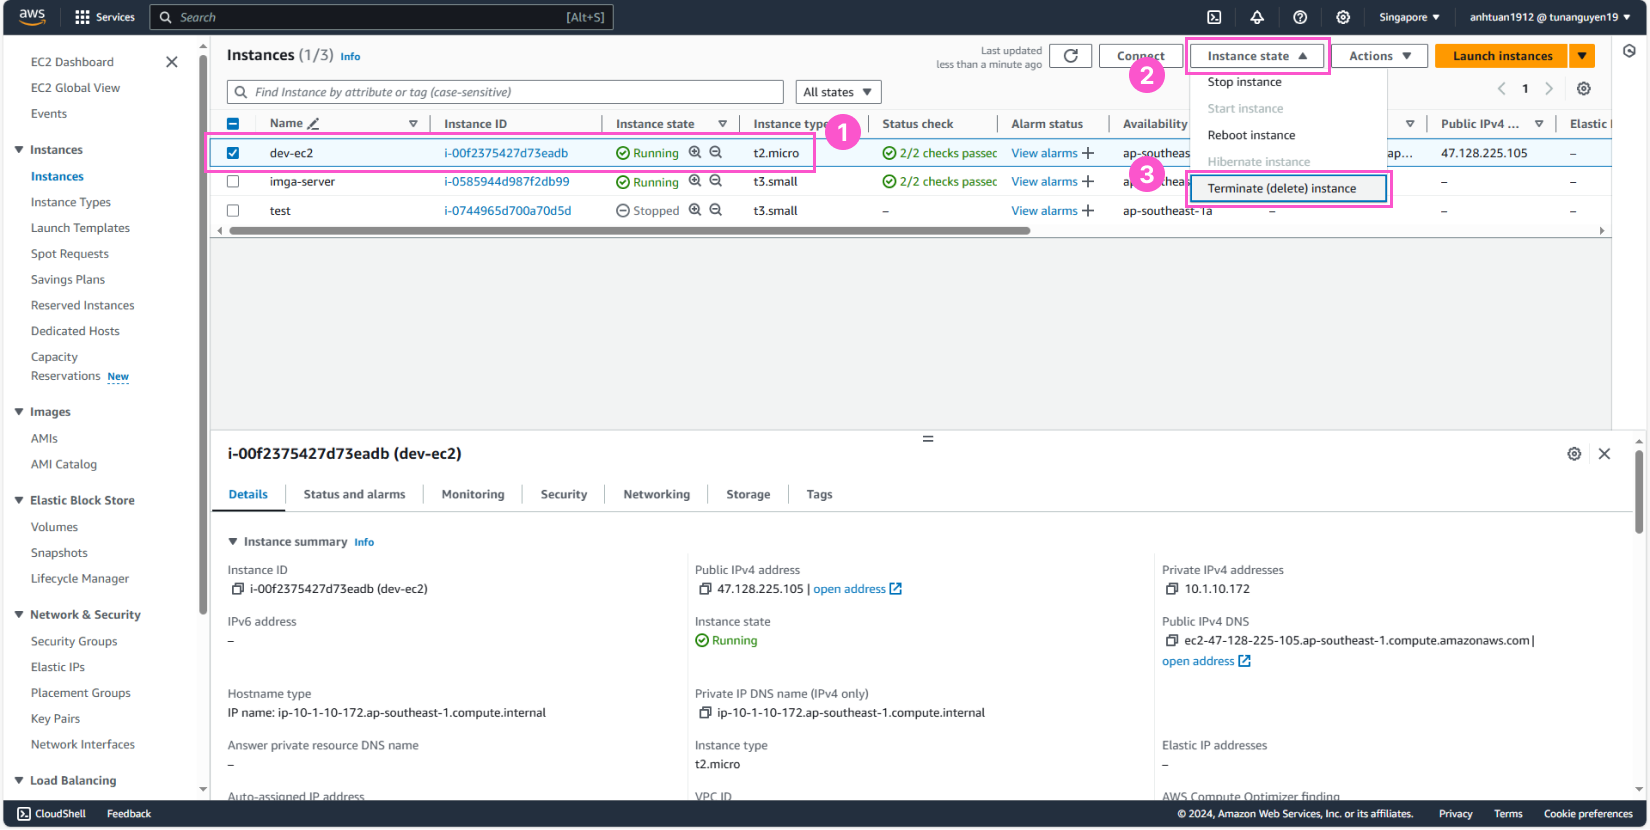 aws
Services
Search
[Alt+S]
Singapore
anhtuan1912 @ tunanguyen19
EC2 Dashboard
EC2 Global View
Events
Instances
Instances
Instance Types
Launch Templates
Spot Requests
Savings Plans
Reserved Instances
Dedicated Hosts
Capacity
Reservations New
Images
AMIs
AMI Catalog
Elastic Block Store
Volumes
Snapshots
Lifecycle Manager
Network & Security
Security Groups
Elastic IPs
Placement Groups
Key Pairs
Network Interfaces
Load Balancing
Instances (1/3) Info
Last updated
less than a minute ago
Connect
Instance state
Actions
Launch instances
2
Stop instance
Start instance
Reboot instance
Hibernate instance
Terminate (delete) instance
3
Find Instance by attribute or tag (case-sensitive)
All states
1
Name Instance ID Instance state Instance type Status check Alarm status Availability Public IPv4 ... Elastic
1
dev-ec2 i-00f2375427d73eadb Running t2.micro 2/2 checks passed View alarms + ap-southeas ap... 47.128.225.105 –
imga-server i-0585944d987f2db99 Running t3.small 2/2 checks passed View alarms + ap-southeas – –
test i-0744965d700a70d5d Stopped t3.small – View alarms + ap-southeast-1a – – –
i-00f2375427d73eadb (dev-ec2)
Details Status and alarms Monitoring Security Networking Storage Tags
Instance summary Info
Instance ID
i-00f2375427d73eadb (dev-ec2)
Public IPv4 address
47.128.225.105 | open address
Private IPv4 addresses
10.1.10.172
IPv6 address
–
Instance state
Running
Public IPv4 DNS
ec2-47-128-225-105.ap-southeast-1.compute.amazonaws.com |
open address
Hostname type
IP name: ip-10-1-10-172.ap-southeast-1.compute.internal
Private IP DNS name (IPv4 only)
ip-10-1-10-172.ap-southeast-1.compute.internal
Answer private resource DNS name
–
Instance type
t2.micro
Elastic IP addresses
–
Auto-assigned IP address
VPC ID
AWS Compute Optimizer finding
CloudShell
Feedback
© 2024, Amazon Web Services, Inc. or its affiliates.
Privacy
Terms
Cookie preferences